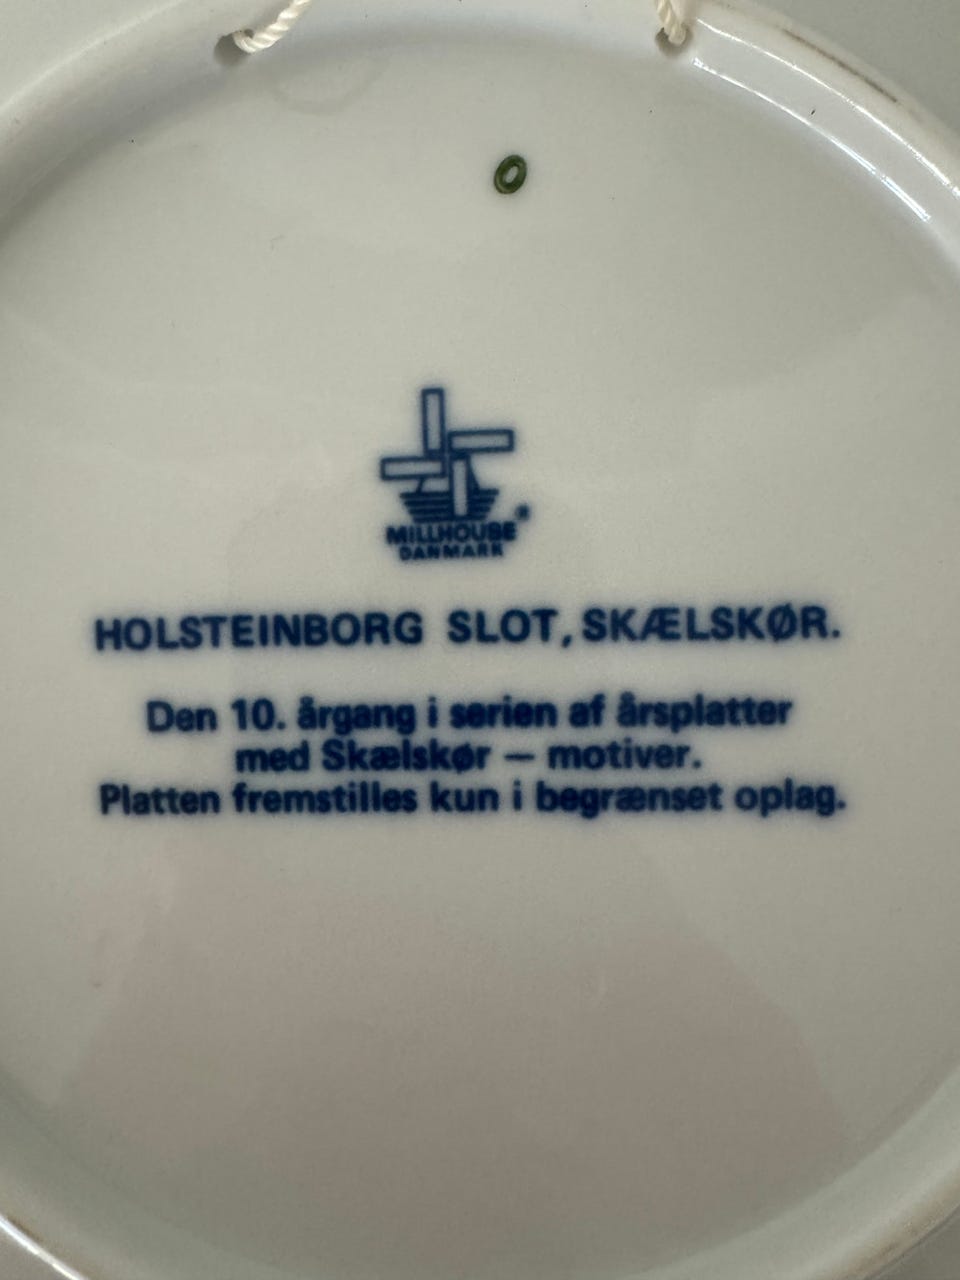 0
MILLHOUSE ®
DANMARK
HOLSTEINBORG SLOT, SKÆLSKØR.
Den 10. årgang i serien af årsplatter
med Skælskør – motiver.
Platten fremstilles kun i begrænset oplag.